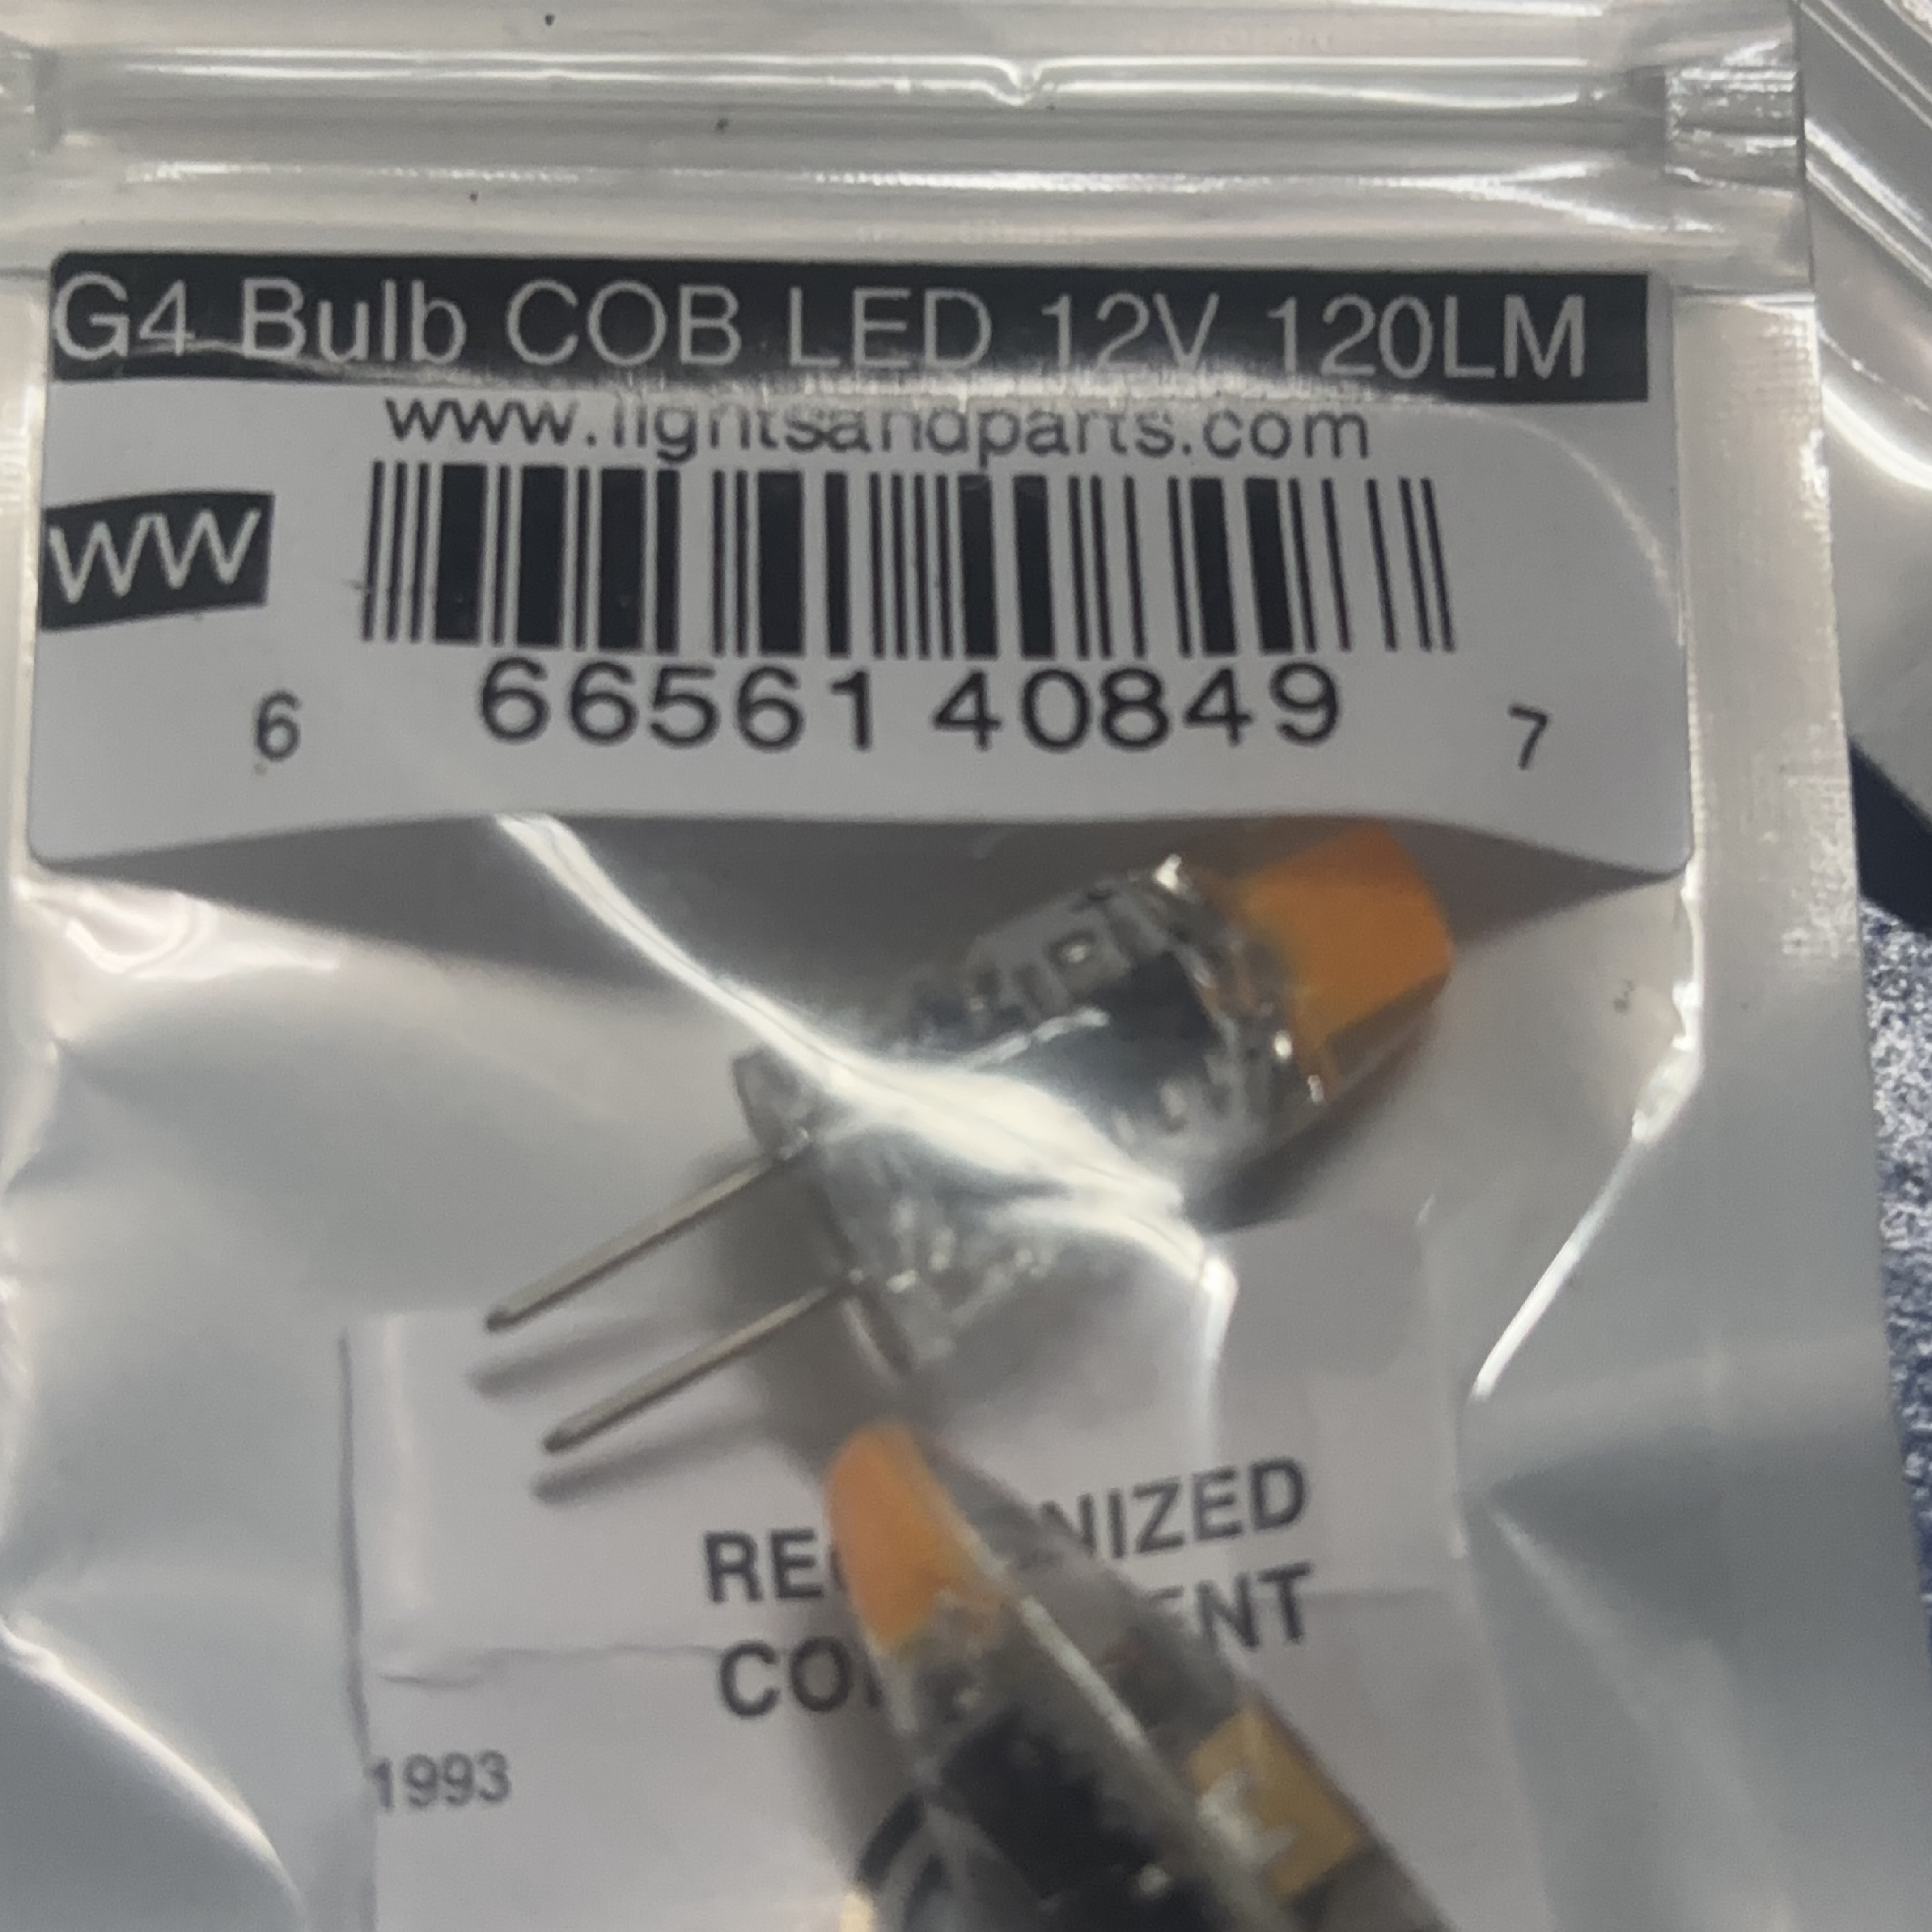 G4 Bulb COB LED 12V 120LM
www.lightsandparts.com
WW
6 66561 40849 7
1993